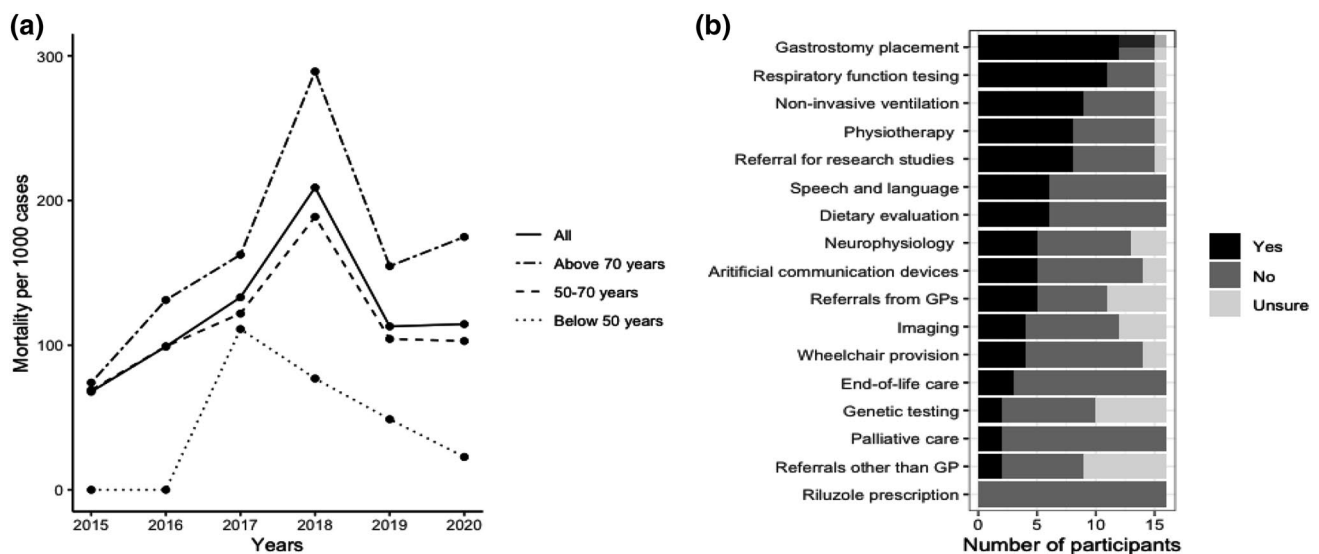 (a)
300
200
100
0
Mortality per 1000 cases
2015 2016 2017 2018 2019 2020
Years
All
Above 70 years
50-70 years
Below 50 years
(b)
Gastrostomy placement
Respiratory function tesing
Non-invasive ventilation
Physiotherapy
Referral for research studies
Speech and language
Dietary evaluation
Neurophysiology
Aritificial communication devices
Referrals from GPs
Imaging
Wheelchair provision
End-of-life care
Genetic testing
Palliative care
Referrals other than GP
Riluzole prescription
0 5 10 15
Number of participants
Yes
No
Unsure